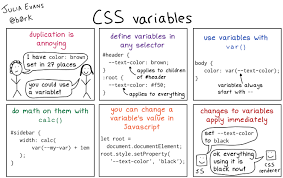 JULIA EVANS
@b0rk
CSS variables
duplication is
annoying
I have color: brown
set in 27 places
you could use
a variable!
define variables in
any selector
#header {
--text-color: brown;
}
applies to children
of #header
:root {
--text-color: #f50;
}
applies to everything
use variables with
var()
body {
color: var(--text-color);
}
variables always
start with --
do math on them with
calc()
#sidebar {
width: calc(
var(--my-var) + 1em
);
you can change a
variable's value in
Javascript
let root =
document.documentElement;
root.style.setProperty(
'--text-color', 'black');
changes to variables
apply immediately
set --text-color
to black
JS
ok everything
using it is
black now!
CSS
renderer